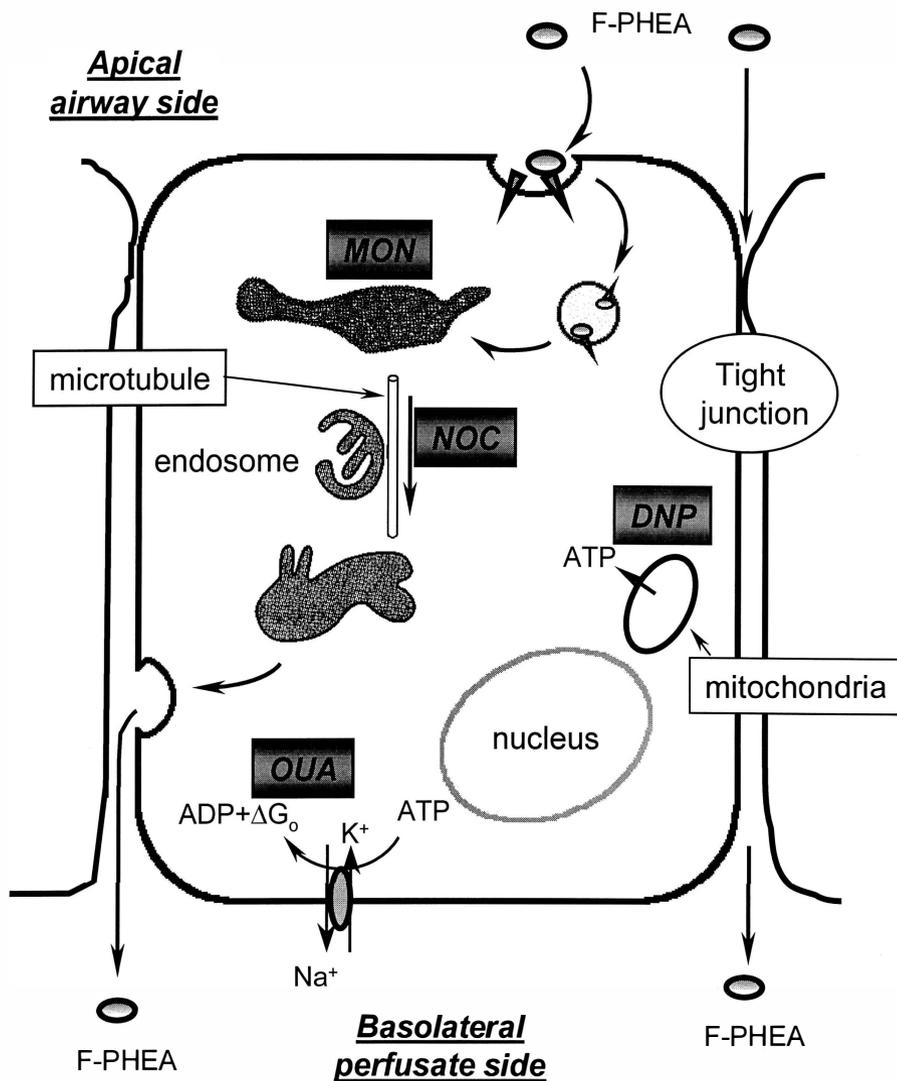 F-PHEA
Apical
airway side
MON
microtubule
Tight
junction
NOC
endosome
DNP
ATP
mitochondria
nucleus
OUA
ADP+ΔGₒ
K⁺
ATP
Na⁺
F-PHEA
Basolateral
perfusate side
F-PHEA